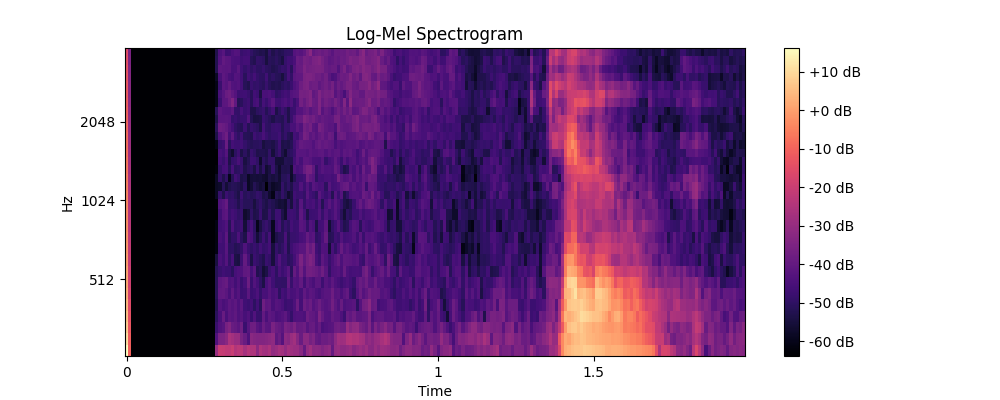 Log-Mel Spectrogram
+10 dB
+0 dB
-10 dB
-20 dB
-30 dB
-40 dB
-50 dB
-60 dB
2048
1024
512
Hz
0
0.5
1
1.5
Time